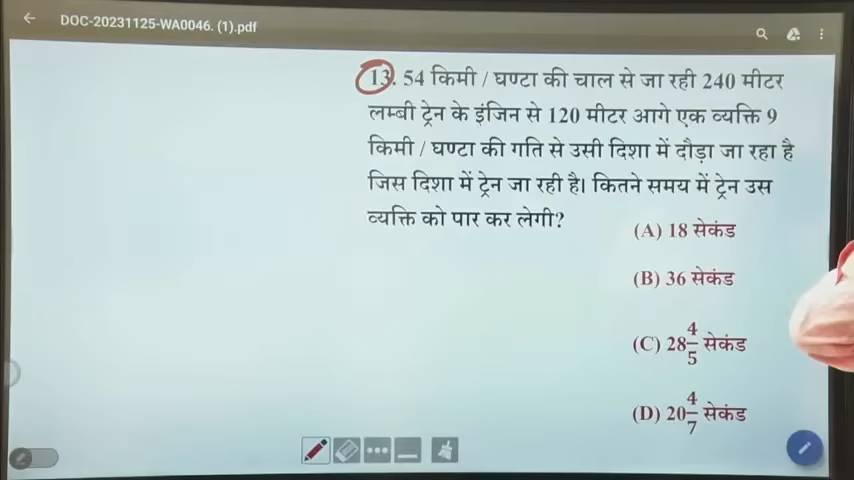 DOC-20231125-WA0046. (1).pdf
13. 54 किमी / घण्टा की चाल से जा रही 240 मीटर
लम्बी ट्रेन के इंजिन से 120 मीटर आगे एक व्यक्ति 9
किमी / घण्टा की गति से उसी दिशा में दौड़ा जा रहा है
जिस दिशा में ट्रेन जा रही है। कितने समय में ट्रेन उस
व्यक्ति को पार कर लेगी?
(A) 18 सेकंड
(B) 36 सेकंड
(C) 28 4/5 सेकंड
(D) 20 4/7 सेकंड